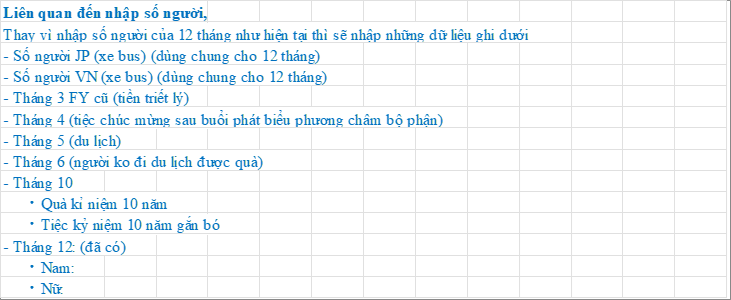 Liên quan đến nhập số người,
Thay vì nhập số người của 12 tháng như hiện tại thì sẽ nhập những dữ liệu ghi dưới
- Số người JP (xe bus) (dùng chung cho 12 tháng)
- Số người VN (xe bus) (dùng chung cho 12 tháng)
- Tháng 3 FY cũ (tiền triết lý)
- Tháng 4 (tiệc chúc mừng sau buổi phát biểu phương châm bộ phận)
- Tháng 5 (du lịch)
- Tháng 6 (người ko đi du lịch được quà)
- Tháng 10
・Quà kỉ niệm 10 năm
・Tiệc kỷ niệm 10 năm gắn bó
- Tháng 12: (đã có)
・Nam:
・Nữ: